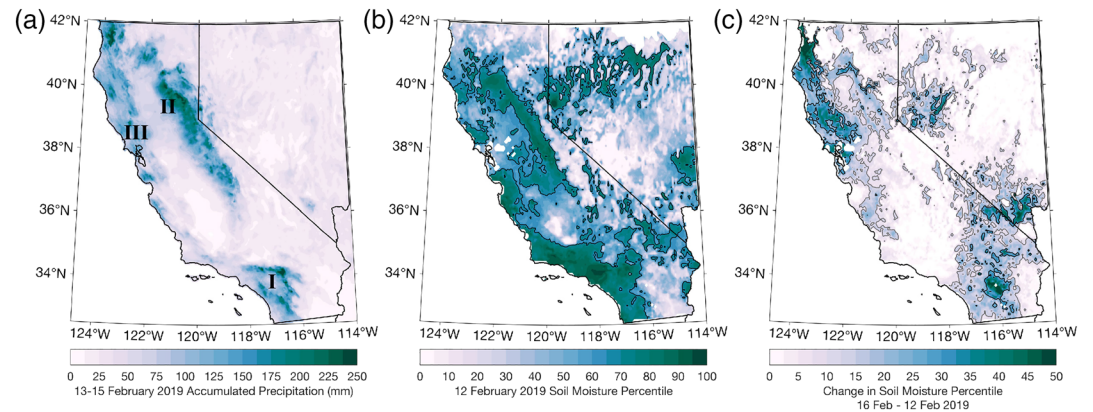 (a)
42°N
40°N
38°N
36°N
34°N
II
III
I
124°W 122°W 120°W 118°W 116°W 114°W
0 25 50 75 100 125 150 175 200 225 250
13-15 February 2019 Accumulated Precipitation (mm)
(b)
42°N
40°N
38°N
36°N
34°N
124°W 122°W 120°W 118°W 116°W 114°W
0 10 20 30 40 50 60 70 80 90 100
12 February 2019 Soil Moisture Percentile
(c)
42°N
40°N
38°N
36°N
34°N
124°W 122°W 120°W 118°W 116°W 114°W
0 5 10 15 20 25 30 35 40 45 50
Change in Soil Moisture Percentile
16 Feb - 12 Feb 2019